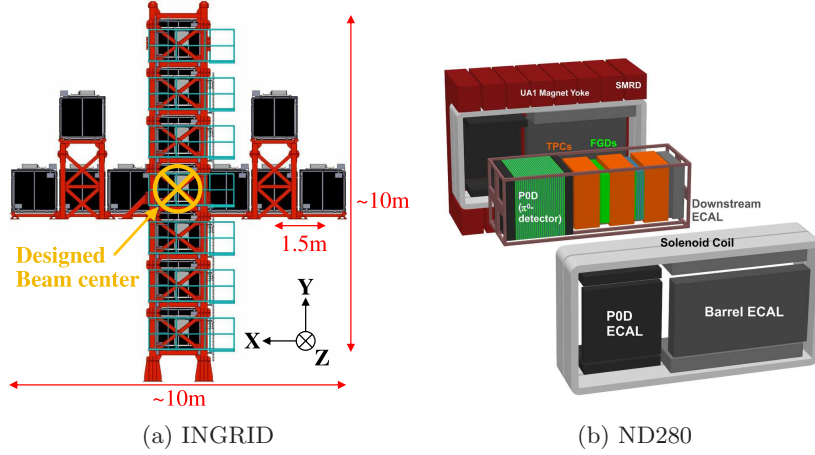 ~10m
1.5m
Designed
Beam center
Y
X
Z
~10m
(a) INGRID
SMRD
UA1 Magnet Yoke
TPCs
FGDs
P0D
(π⁰-
detector)
Downstream
ECAL
Solenoid Coil
P0D
ECAL
Barrel ECAL
(b) ND280